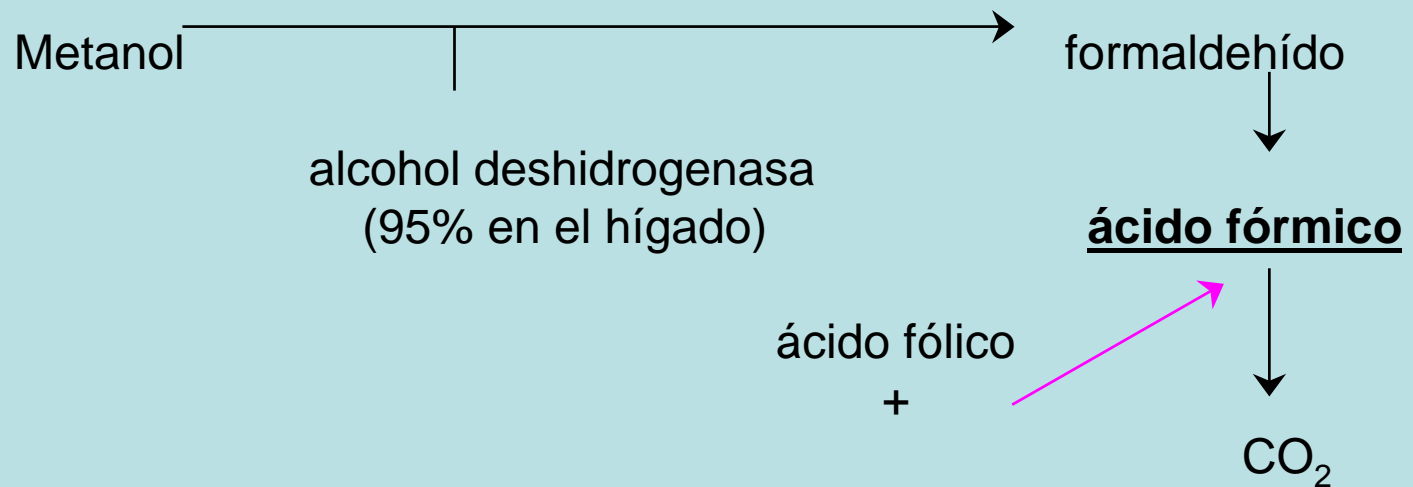 Metanol
formaldehído
alcohol deshidrogenasa
(95% en el hígado)
ácido fórmico
ácido fólico
+
CO₂